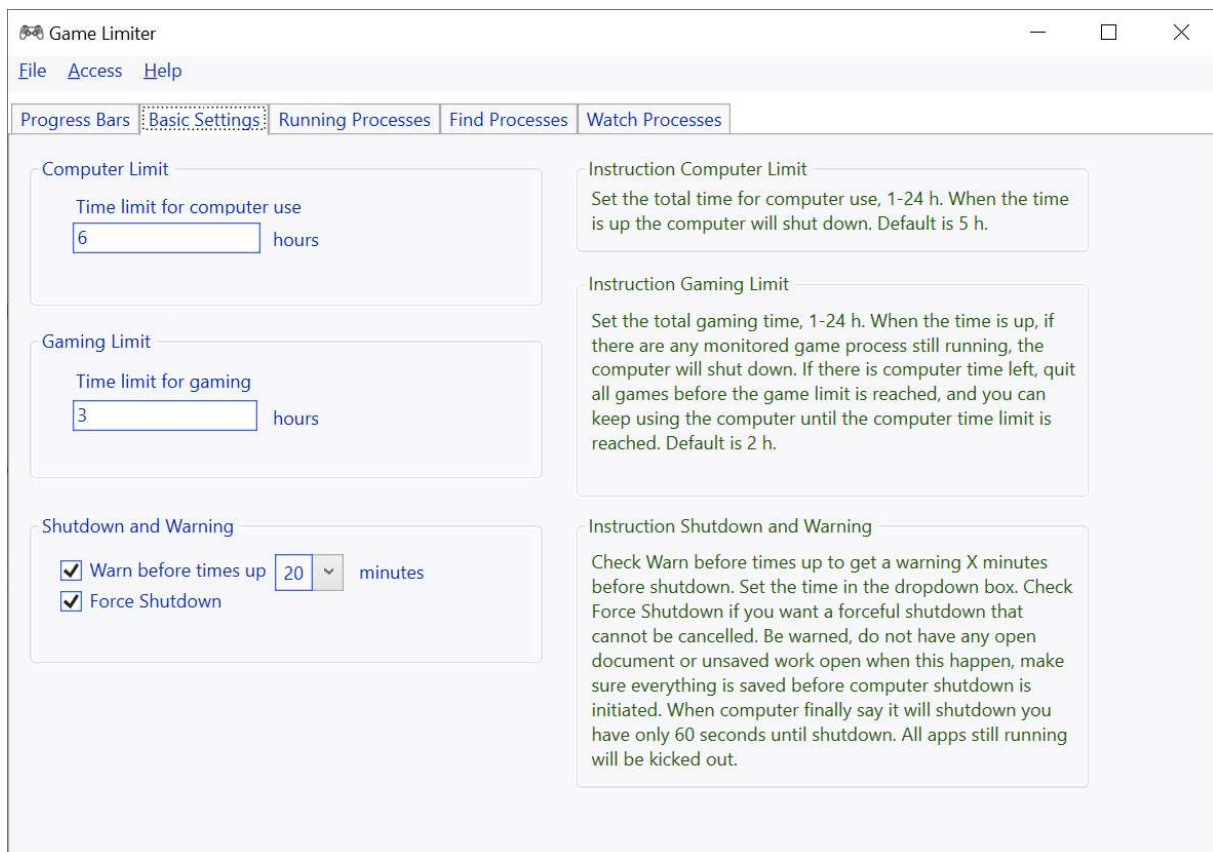 Game Limiter
File Access Help
Progress Bars Basic Settings Running Processes Find Processes Watch Processes
Computer Limit
Time limit for computer use
6 hours
Instruction Computer Limit
Set the total time for computer use, 1-24 h. When the time
is up the computer will shut down. Default is 5 h.
Gaming Limit
Time limit for gaming
3 hours
Instruction Gaming Limit
Set the total gaming time, 1-24 h. When the time is up, if
there are any monitored game process still running, the
computer will shut down. If there is computer time left, quit
all games before the game limit is reached, and you can
keep using the computer until the computer time limit is
reached. Default is 2 h.
Shutdown and Warning
Warn before times up 20 minutes
Force Shutdown
Instruction Shutdown and Warning
Check Warn before times up to get a warning X minutes
before shutdown. Set the time in the dropdown box. Check
Force Shutdown if you want a forceful shutdown that
cannot be cancelled. Be warned, do not have any open
document or unsaved work open when this happen, make
sure everything is saved before computer shutdown is
initiated. When computer finally say it will shutdown you
have only 60 seconds until shutdown. All apps still running
will be kicked out.